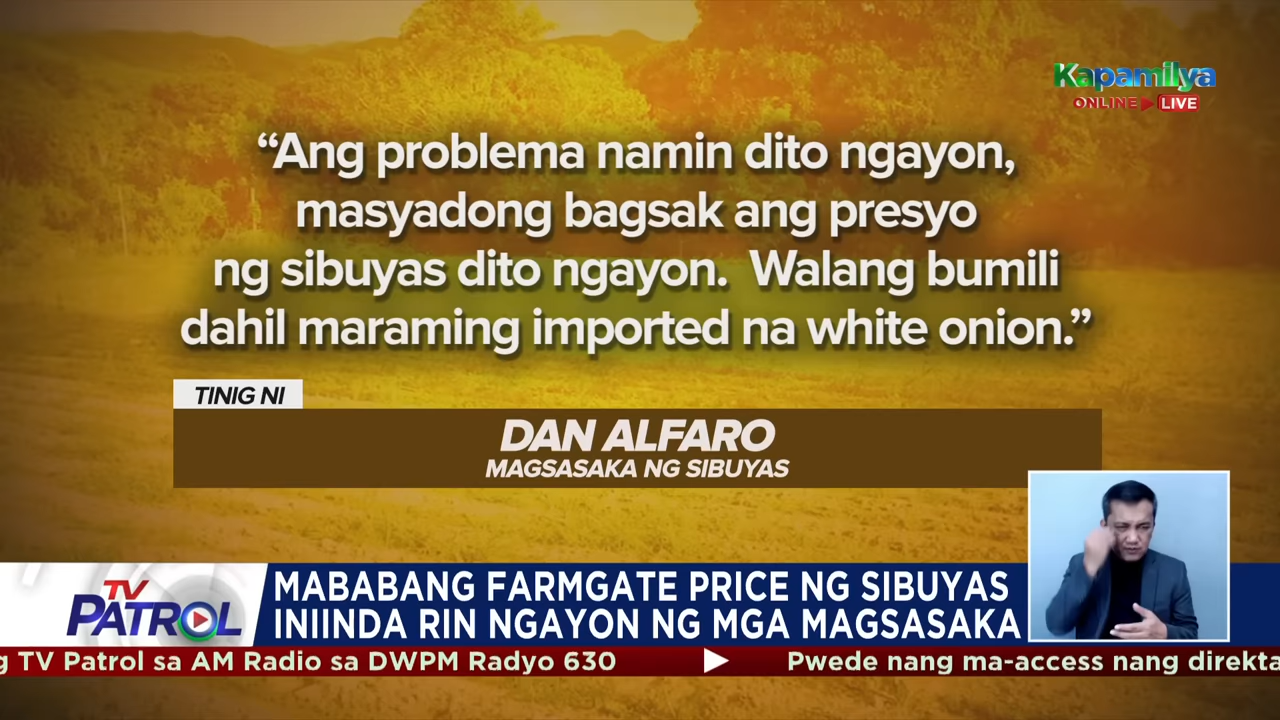 Kapamilya
ONLINE LIVE
“Ang problema namin dito ngayon,
masyadong bagsak ang presyo
ng sibuyas dito ngayon.  Walang bumili
dahil maraming imported na white onion.”
TINIG NI
DAN ALFARO
MAGSASAKA NG SIBUYAS
TV PATROL
MABABANG FARMGATE PRICE NG SIBUYAS
INIINDA RIN NGAYON NG MGA MAGSASAKA
g TV Patrol sa AM Radio sa DWPM Radyo 630 Pwede nang ma-access nang direkta